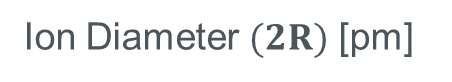 Ion Diameter (2R) [pm]